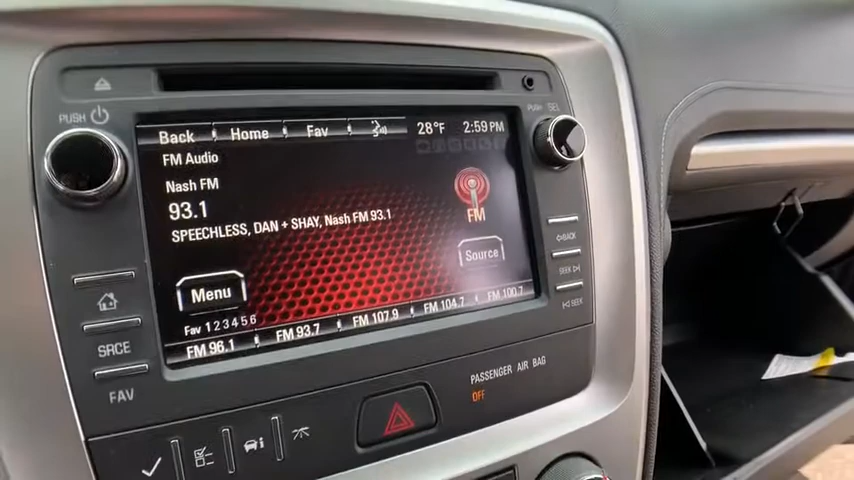 PUSH
PUSH SEL
Back Home Fav 28°F 2:59 PM
FM Audio
Nash FM
93.1
FM
SPEECHLESS, DAN + SHAY, Nash FM 93.1
Source
Menu
Fav 1 2 3 4 5 6
FM 96.1 FM 93.7 FM 107.9 FM 104.7 FM 100.7
BACK
SEEK
SEEK
SRCE
FAV
PASSENGER AIR BAG
OFF